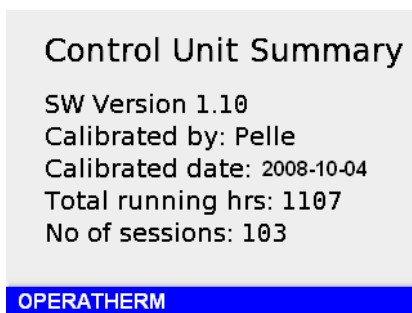 Control Unit Summary
SW Version 1.10
Calibrated by: Pelle
Calibrated date: 2008-10-04
Total running hrs: 1107
No of sessions: 103
OPERATHERM